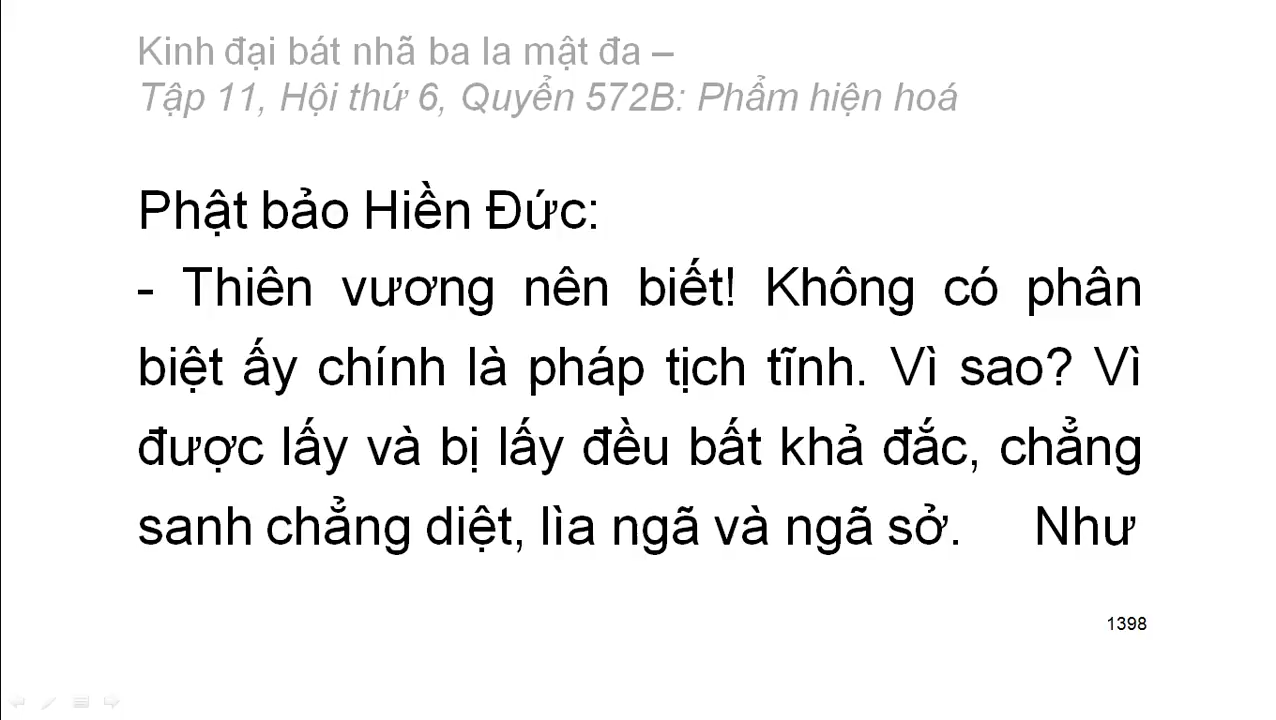 Kinh đại bát nhã ba la mật đa –
Tập 11, Hội thứ 6, Quyển 572B: Phẩm hiện hoá
Phật bảo Hiền Đức:
- Thiên vương nên biết! Không có phân
biệt ấy chính là pháp tịch tĩnh. Vì sao? Vì
được lấy và bị lấy đều bất khả đắc, chẳng
sanh chẳng diệt, lìa ngã và ngã sở. Như
1398